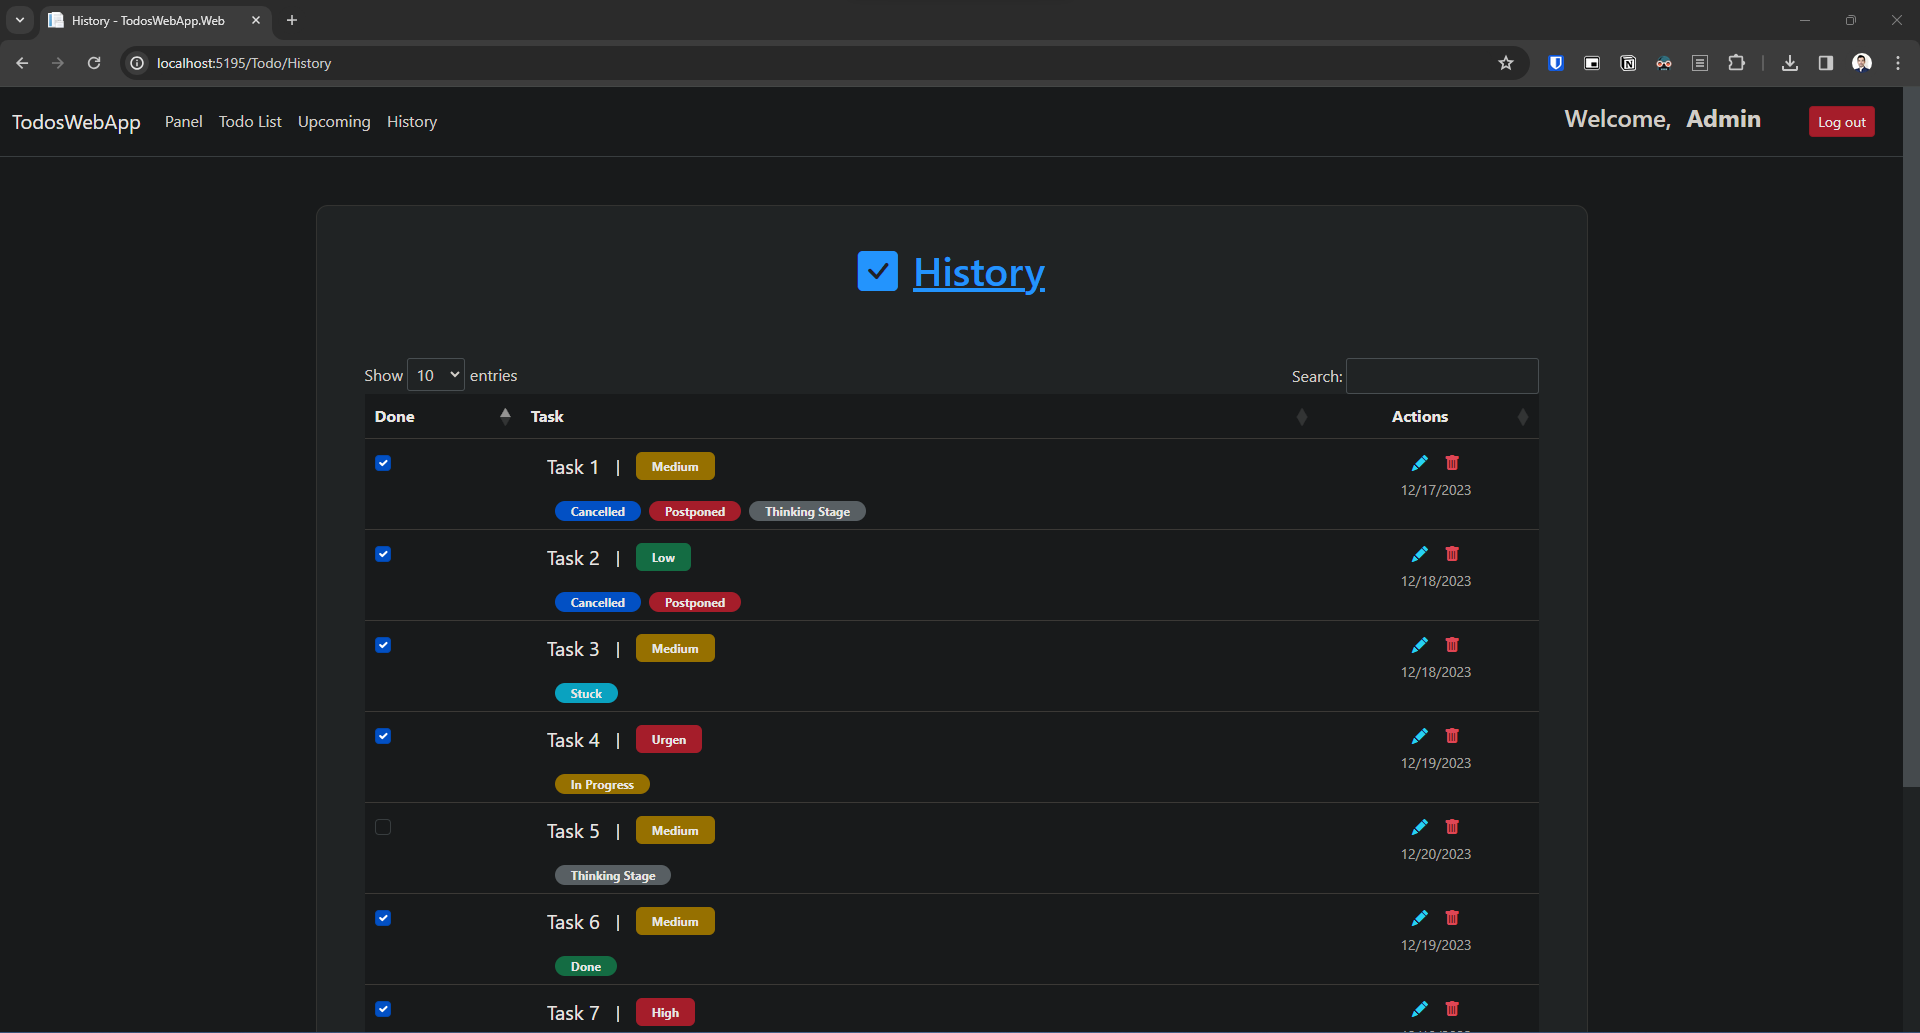 History - TodosWebApp.Web
localhost:5195/Todo/History
TodosWebApp Panel Todo List Upcoming History Welcome, Admin Log out
History
Show 10 entries Search:
Done Task Actions
Task 1 | Medium
12/17/2023
Cancelled Postponed Thinking Stage
Task 2 | Low
12/18/2023
Cancelled Postponed
Task 3 | Medium
12/18/2023
Stuck
Task 4 | Urgen
12/19/2023
In Progress
Task 5 | Medium
12/20/2023
Thinking Stage
Task 6 | Medium
12/19/2023
Done
Task 7 | High